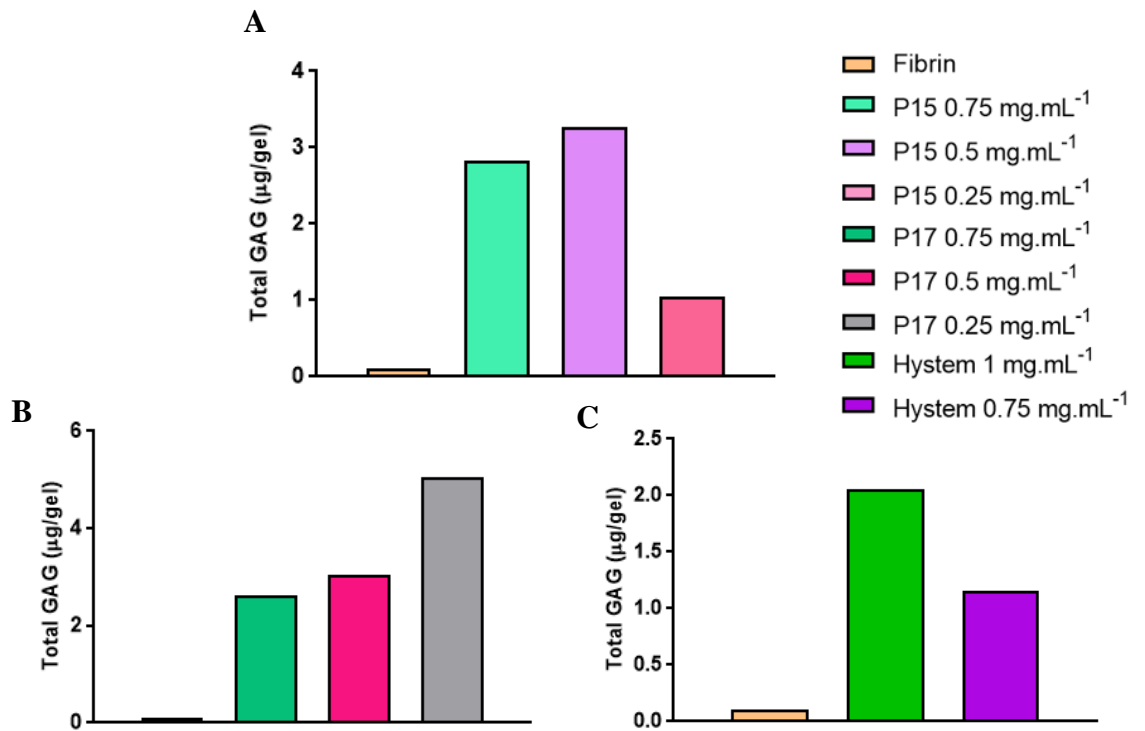 A
Total GAG (µg/gel)
4
3
2
1
0
Fibrin
P15 0.75 mg.mL⁻¹
P15 0.5 mg.mL⁻¹
P15 0.25 mg.mL⁻¹
P17 0.75 mg.mL⁻¹
P17 0.5 mg.mL⁻¹
P17 0.25 mg.mL⁻¹
Hystem 1 mg.mL⁻¹
Hystem 0.75 mg.mL⁻¹
B
Total GAG (µg/gel)
6
4
2
0
C
Total GAG (µg/gel)
2.5
2.0
1.5
1.0
0.5
0.0